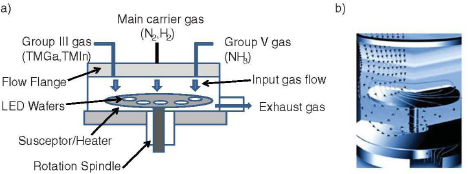 a)
Main carrier gas
(N2,H2)
b)
Group III gas
(TMGa,TMIn)
Group V gas
(NH3)
Flow Flange
Input gas flow
LED Wafers
Exhaust gas
Susceptor/Heater
Rotation Spindle